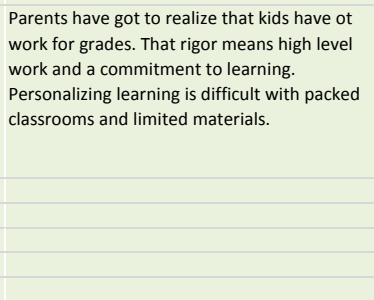 Parents have got to realize that kids have ot
work for grades. That rigor means high level
work and a commitment to learning.
Personalizing learning is difficult with packed
classrooms and limited materials.